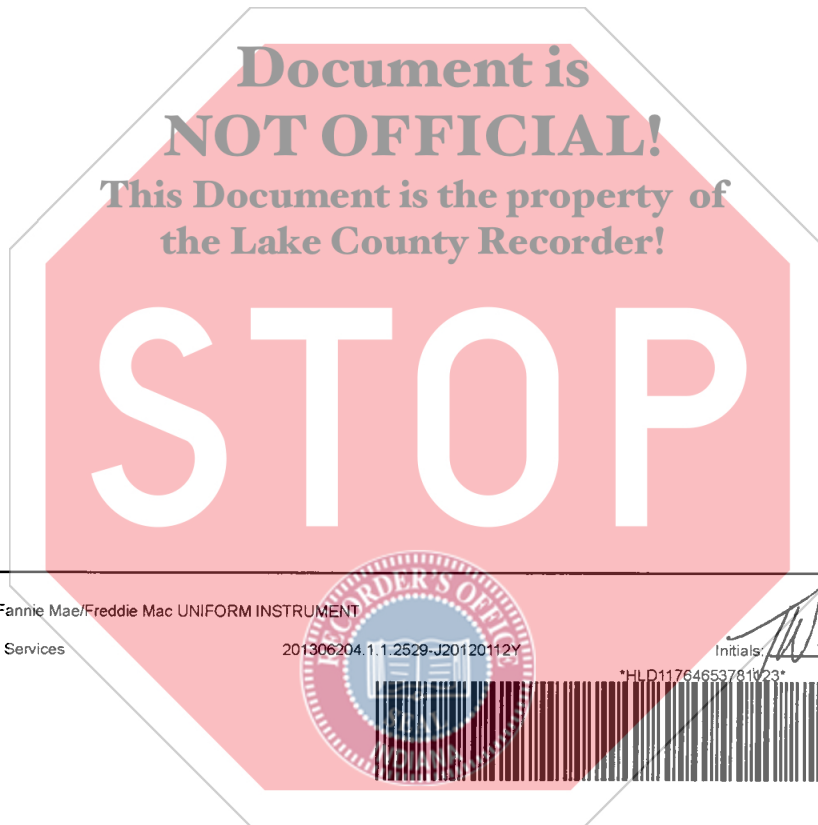 Document is
NOT OFFICIAL!
This Document is the property of
the Lake County Recorder!
STOP
Fannie Mae/Freddie Mac UNIFORM INSTRUMENT
Services
201306204.1.1.2529-J20120112Y
Initials:
RECORDER'S OFFICE
SEAL
INDIANA